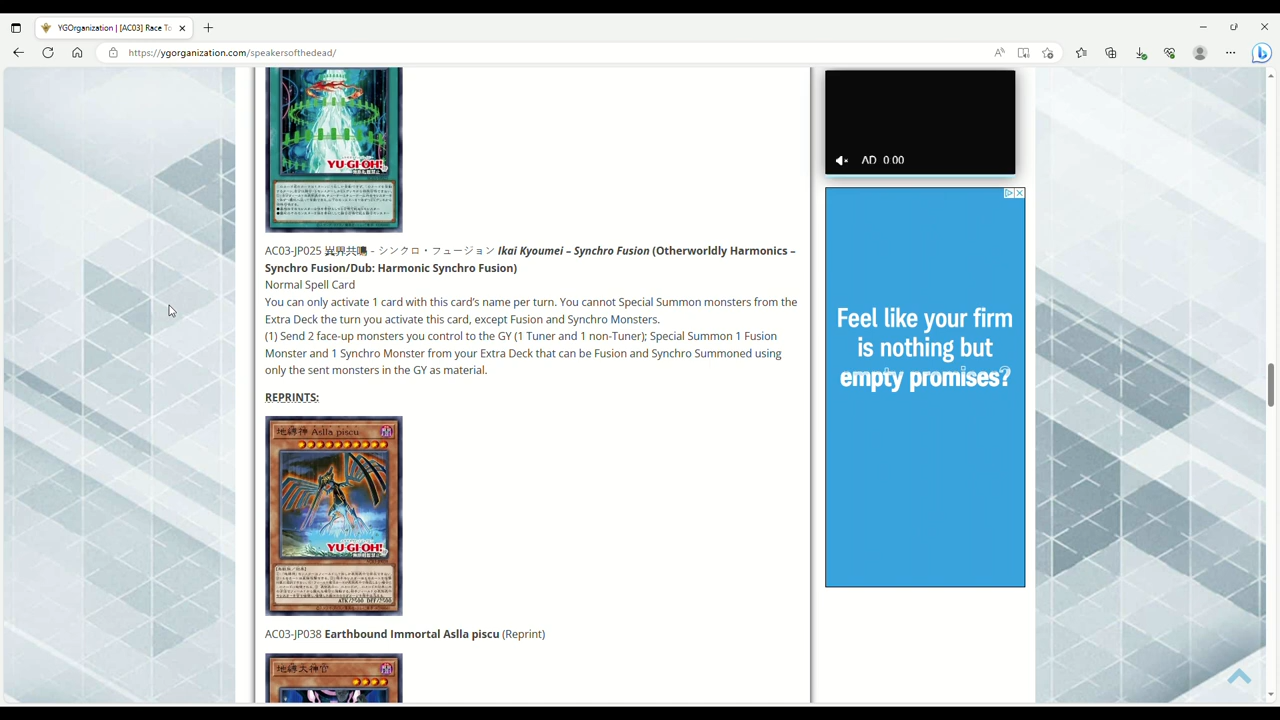 YGOrganization | [AC03] Race To
https://ygorganization.com/speakersofthedead/
YU-GI-OH!
AD 0:00
AC03-JP025 異界共鳴 – シンクロ・フュージョン Ikai Kyoumei – Synchro Fusion (Otherworldly Harmonics –
Synchro Fusion/Dub: Harmonic Synchro Fusion)
Normal Spell Card
You can only activate 1 card with this card's name per turn. You cannot Special Summon monsters from the
Extra Deck the turn you activate this card, except Fusion and Synchro Monsters.
(1) Send 2 face-up monsters you control to the GY (1 Tuner and 1 non-Tuner); Special Summon 1 Fusion
Monster and 1 Synchro Monster from your Extra Deck that can be Fusion and Synchro Summoned using
only the sent monsters in the GY as material.
REPRINTS:
地縛神 Aslla piscu
YU-GI-OH!
ATK/2500 DEF/2500
AC03-JP038 Earthbound Immortal Aslla piscu (Reprint)
地縛大神官
Feel like your firm
is nothing but
empty promises?